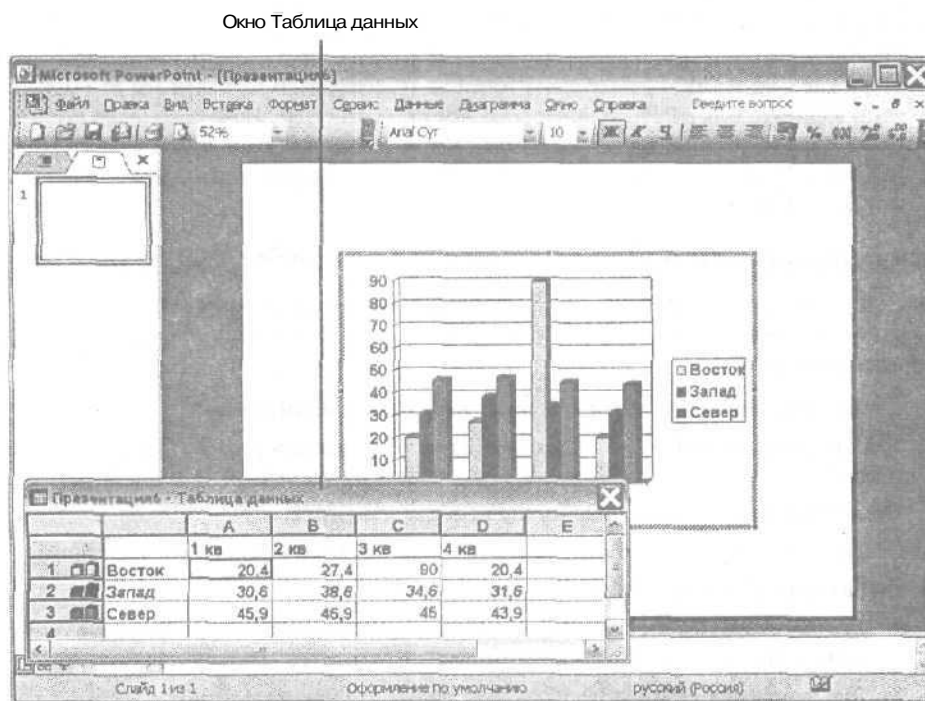 Окно Таблица данных
Microsoft PowerPoint - [Презентация6]
Файл Правка Вид Вставка Формат Сервис Данные Диаграмма Окно Справка Введите вопрос
52% Arial Cyr 10 Ж К Ч % 000
1
90
80
70
60
50
40
30
20
10
Восток
Запад
Север
Презентация6 - Таблица данных
A B C D E
1 кв 2 кв 3 кв 4 кв
1 Восток 20,4 27,4 90 20,4
2 Запад 30,6 38,6 34,6 31,6
3 Север 45,9 46,9 45 43,9
4
Слайд 1 из 1 Оформление по умолчанию русский (Россия)